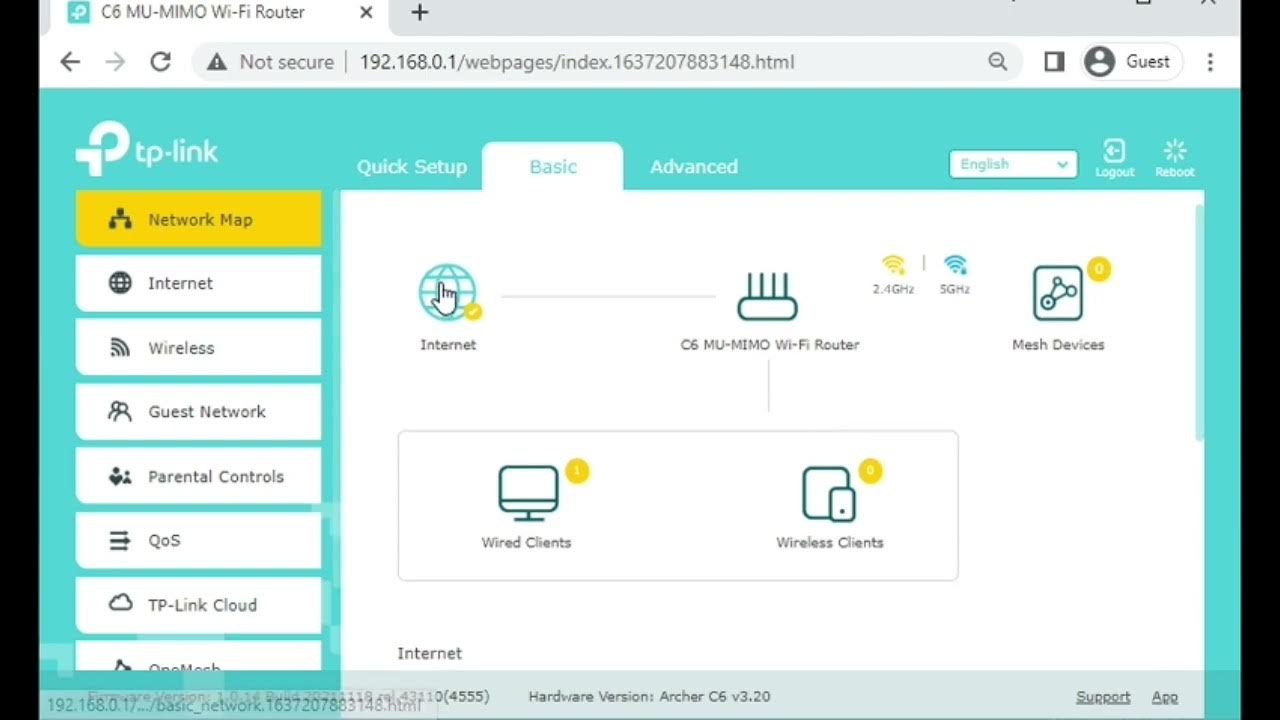 C6 MU-MIMO Wi-Fi Router
Not secure
192.168.0.1/webpages/index.1637207883148.html
Guest
tp-link
Quick Setup
Basic
Advanced
English
Logout
Reboot
Network Map
Internet
Wireless
Guest Network
Parental Controls
QoS
TP-Link Cloud
OneMesh
Internet
C6 MU-MIMO Wi-Fi Router
2.4GHz
5GHz
0
Mesh Devices
1
Wired Clients
0
Wireless Clients
Internet
Firmware Version: 1.0.14 Build 20211118 rel.43110(4555)
Hardware Version: Archer C6 v3.20
Support
App
192.168.0.1/.../basic_network.1637207883148.html